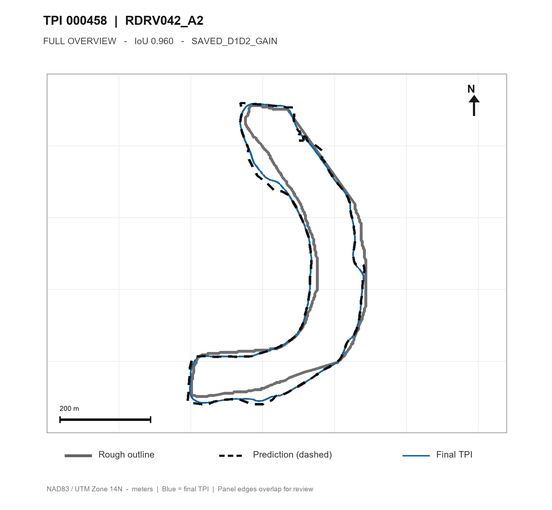 TPI 000458 | RDRV042_A2
FULL OVERVIEW - IoU 0.960 - SAVED_D1D2_GAIN
N
200 m
Rough outline
Prediction (dashed)
Final TPI
NAD83 / UTM Zone 14N - meters | Blue = final TPI | Panel edges overlap for review